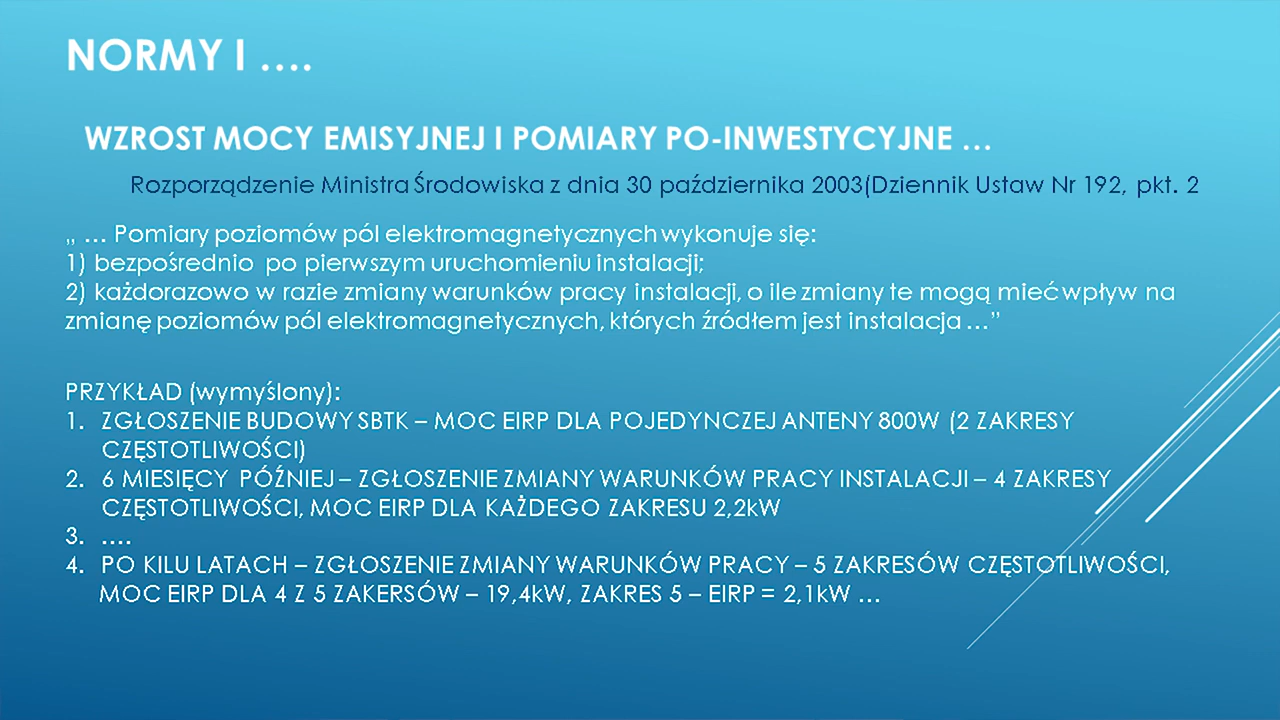 NORMY I ....
WZROST MOCY EMISYJNEJ I POMIARY PO-INWESTYCYJNE ...
Rozporządzenie Ministra Środowiska z dnia 30 października 2003(Dziennik Ustaw Nr 192, pkt. 2
„ ... Pomiary poziomów pól elektromagnetycznych wykonuje się:
1) bezpośrednio po pierwszym uruchomieniu instalacji;
2) każdorazowo w razie zmiany warunków pracy instalacji, o ile zmiany te mogą mieć wpływ na
zmianę poziomów pól elektromagnetycznych, których źródłem jest instalacja ...”
PRZYKŁAD (wymyślony):
1. ZGŁOSZENIE BUDOWY SBTK – MOC EIRP DLA POJEDYNCZEJ ANTENY 800W (2 ZAKRESY
CZĘSTOTLIWOŚCI)
2. 6 MIESIĘCY PÓŹNIEJ – ZGŁOSZENIE ZMIANY WARUNKÓW PRACY INSTALACJI – 4 ZAKRESY
CZĘSTOTLIWOŚCI, MOC EIRP DLA KAŻDEGO ZAKRESU 2,2kW
3. ....
4. PO KILU LATACH – ZGŁOSZENIE ZMIANY WARUNKÓW PRACY – 5 ZAKRESÓW CZĘSTOTLIWOŚCI,
MOC EIRP DLA 4 Z 5 ZAKERSÓW – 19,4kW, ZAKRES 5 – EIRP = 2,1kW ...